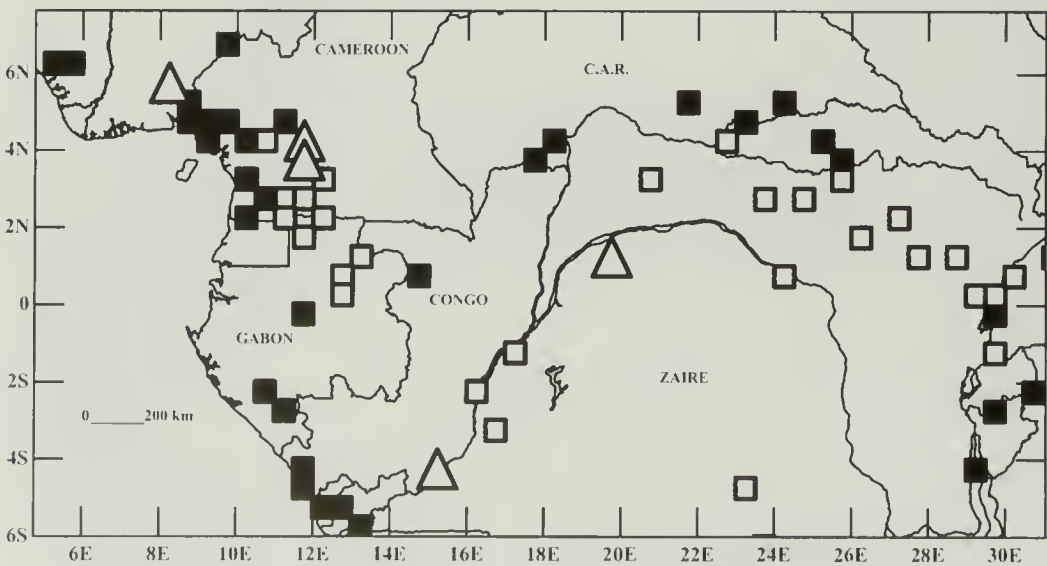 CAMEROON
6N
C.A.R.
4N
2N
0
CONGO
GABON
ZAIRE
2S
0 200 km
4S
6S
6E 8E 10E 12E 14E 16E 18E 20E 22E 24E 26E 28E 30E